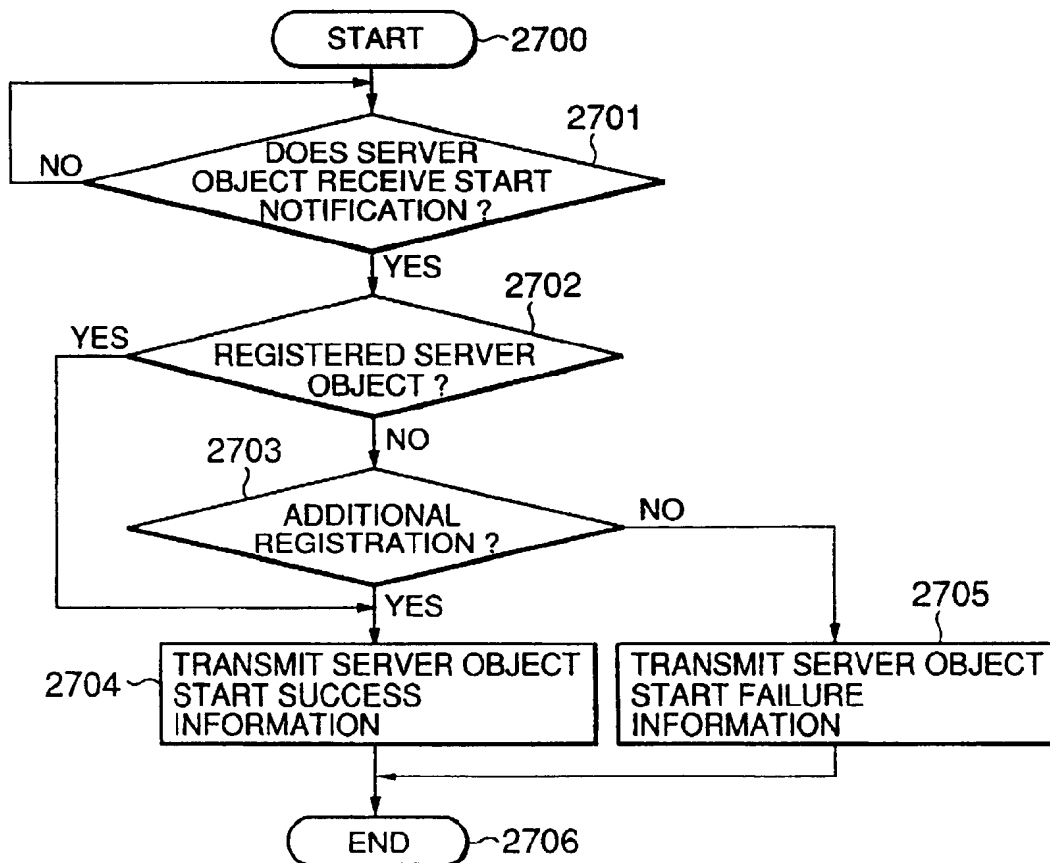 START
2700
2701
NO
DOES SERVER
OBJECT RECEIVE START
NOTIFICATION ?
YES
2702
YES
REGISTERED SERVER
OBJECT ?
NO
2703
ADDITIONAL
REGISTRATION ?
NO
YES
2705
2704
TRANSMIT SERVER OBJECT
START SUCCESS
INFORMATION
TRANSMIT SERVER OBJECT
START FAILURE
INFORMATION
END
2706